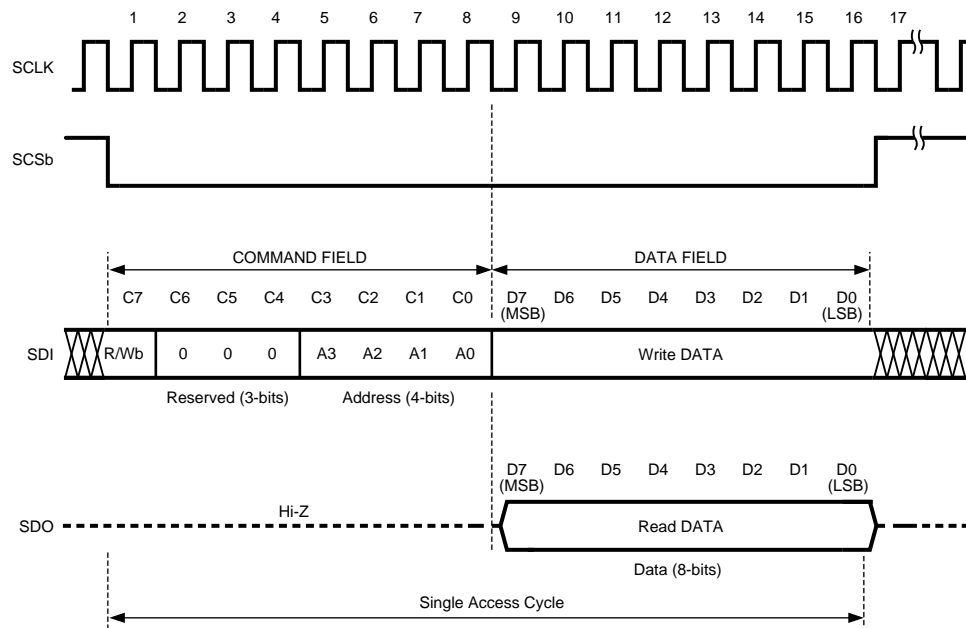 1 2 3 4 5 6 7 8 9 10 11 12 13 14 15 16 17
SCLK
SCSb
COMMAND FIELD DATA FIELD
C7 C6 C5 C4 C3 C2 C1 C0 D7 D6 D5 D4 D3 D2 D1 D0
(MSB) (LSB)
SDI R/Wb 0 0 0 A3 A2 A1 A0 Write DATA
Reserved (3-bits) Address (4-bits)
D7 D6 D5 D4 D3 D2 D1 D0
(MSB) (LSB)
Hi-Z
SDO Read DATA
Data (8-bits)
Single Access Cycle